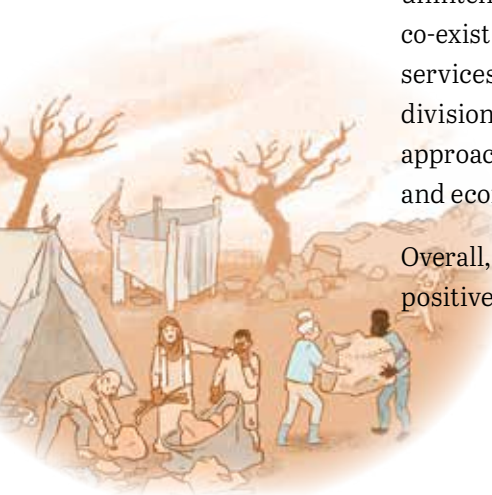 co-exist
services
division
approac
and eco
Overall,
positive